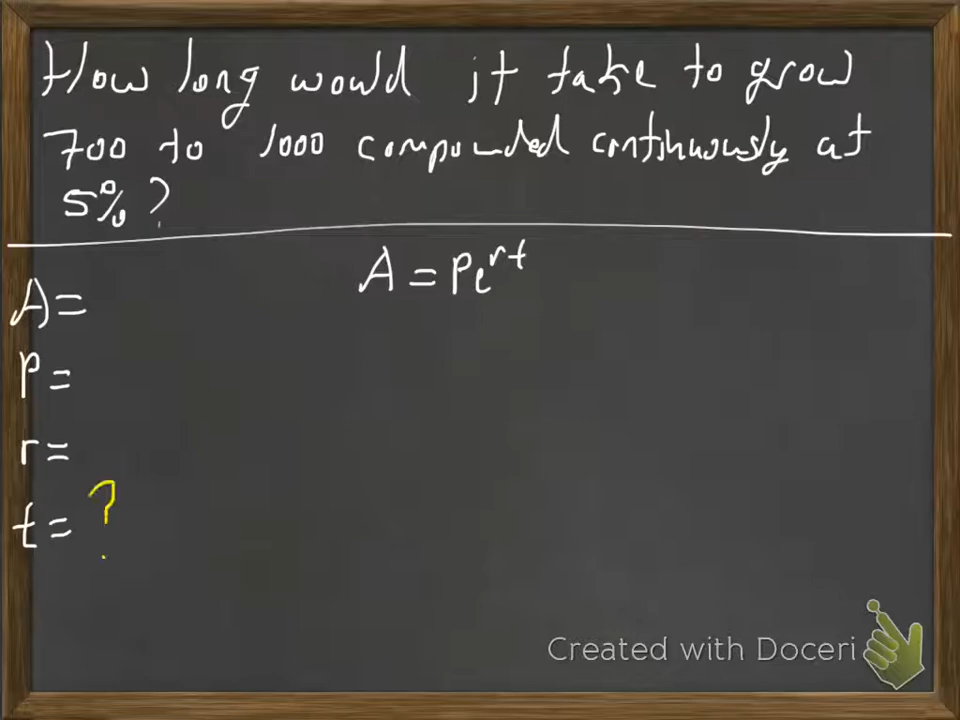 How long would it take to grow
700 to 1000 compounded continuously at
5%?
A = Pe^rt
A =
P =
r =
t = ?
Created with Doceri